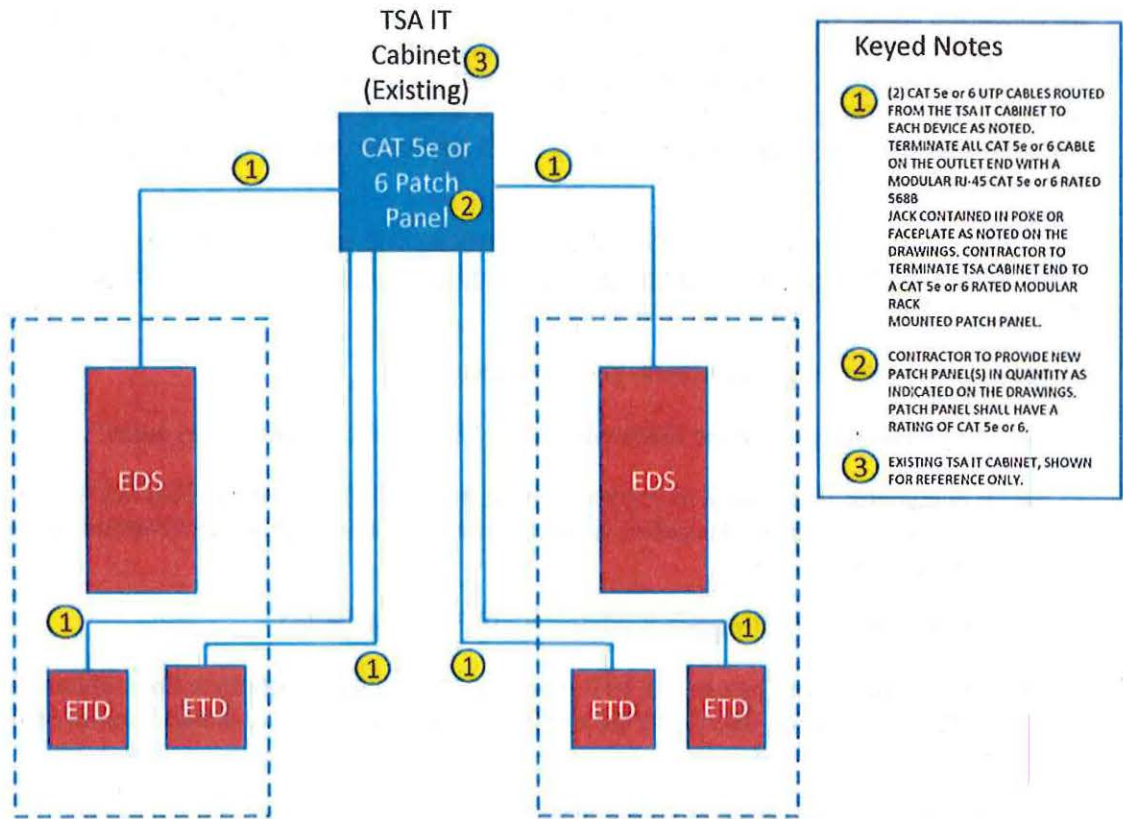 TSA IT
Cabinet
(Existing)
3
CAT 5e or
6 Patch
Panel
2
1
1
EDS
EDS
1
1
1
1
ETD
ETD
ETD
ETD
Keyed Notes
1
(2) CAT 5e or 6 UTP CABLES ROUTED
FROM THE TSA IT CABINET TO
EACH DEVICE AS NOTED.
TERMINATE ALL CAT 5e or 6 CABLE
ON THE OUTLET END WITH A
MODULAR RJ-45 CAT 5e or 6 RATED
568B
JACK CONTAINED IN POKE OR
FACEPLATE AS NOTED ON THE
DRAWINGS. CONTRACTOR TO
TERMINATE TSA CABINET END TO
A CAT 5e or 6 RATED MODULAR
RACK
MOUNTED PATCH PANEL.
2
CONTRACTOR TO PROVIDE NEW
PATCH PANEL(S) IN QUANTITY AS
INDICATED ON THE DRAWINGS.
PATCH PANEL SHALL HAVE A
RATING OF CAT 5e or 6.
3
EXISTING TSA IT CABINET, SHOWN
FOR REFERENCE ONLY.